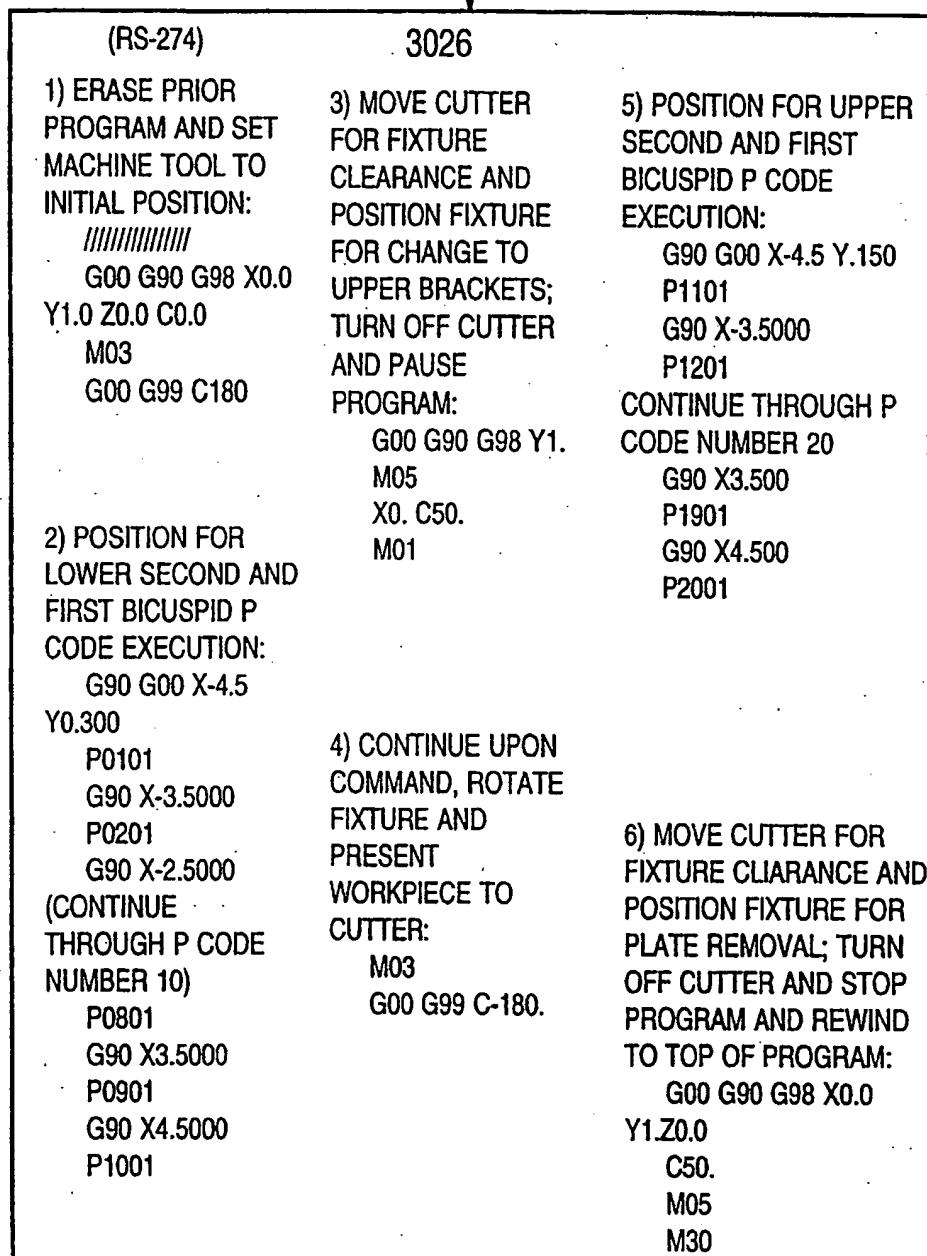 (RS-274)
3026
1) ERASE PRIOR
PROGRAM AND SET
MACHINE TOOL TO
INITIAL POSITION:
////////////////
G00 G90 G98 X0.0
Y1.0 Z0.0 C0.0
M03
G00 G99 C180
2) POSITION FOR
LOWER SECOND AND
FIRST BICUSPID P
CODE EXECUTION:
G90 G00 X-4.5
Y0.300
P0101
G90 X-3.5000
P0201
G90 X-2.5000
(CONTINUE
THROUGH P CODE
NUMBER 10)
P0801
G90 X3.5000
P0901
G90 X4.5000
P1001
3) MOVE CUTTER
FOR FIXTURE
CLEARANCE AND
POSITION FIXTURE
FOR CHANGE TO
UPPER BRACKETS;
TURN OFF CUTTER
AND PAUSE
PROGRAM:
G00 G90 G98 Y1.
M05
X0. C50.
M01
4) CONTINUE UPON
COMMAND, ROTATE
FIXTURE AND
PRESENT
WORKPIECE TO
CUTTER:
M03
G00 G99 C-180.
5) POSITION FOR UPPER
SECOND AND FIRST
BICUSPID P CODE
EXECUTION:
G90 G00 X-4.5 Y.150
P1101
G90 X-3.5000
P1201
CONTINUE THROUGH P
CODE NUMBER 20
G90 X3.500
P1901
G90 X4.500
P2001
6) MOVE CUTTER FOR
FIXTURE CLIARANCE AND
POSITION FIXTURE FOR
PLATE REMOVAL; TURN
OFF CUTTER AND STOP
PROGRAM AND REWIND
TO TOP OF PROGRAM:
G00 G90 G98 X0.0
Y1.Z0.0
C50.
M05
M30